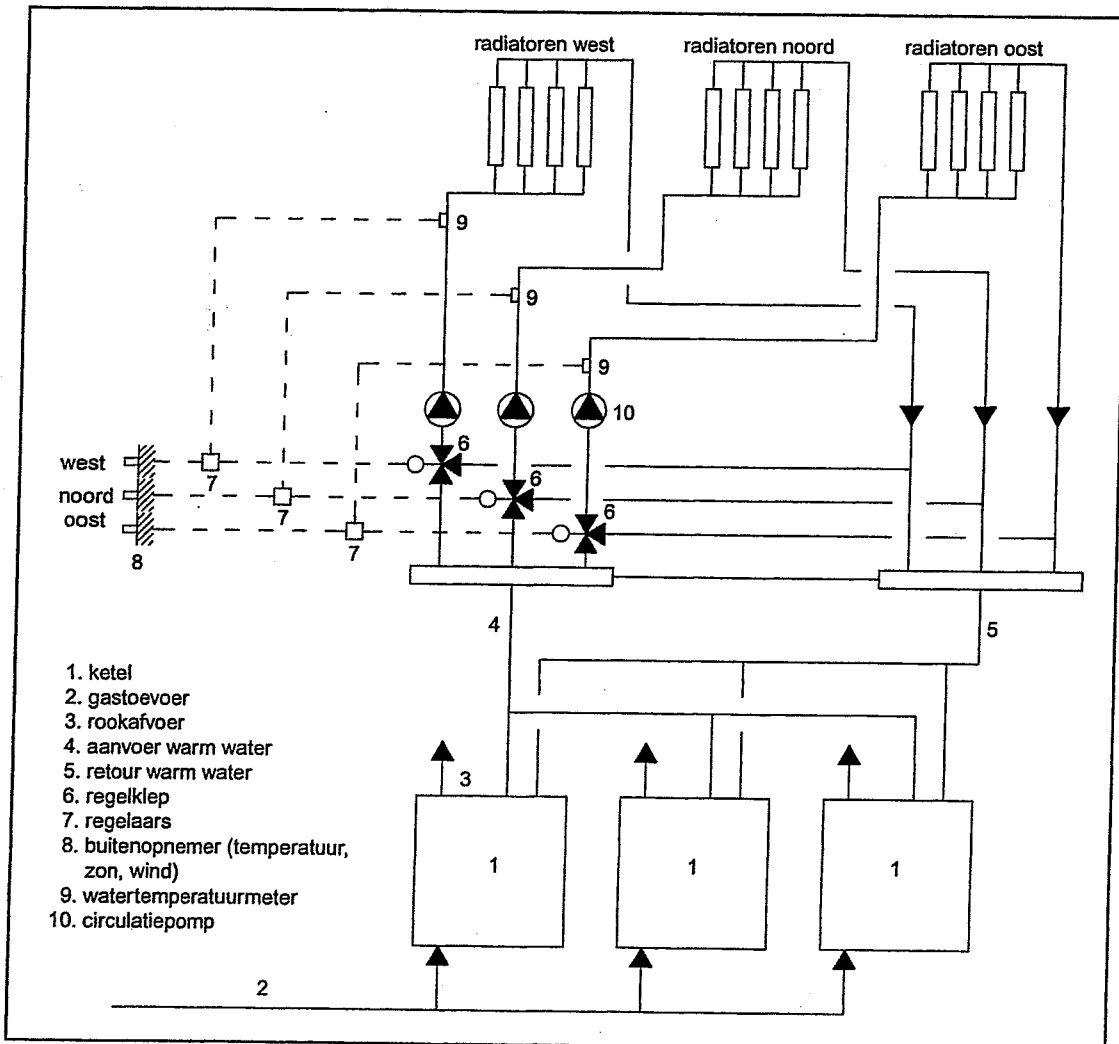 radiatoren west
radiatoren noord
radiatoren oost
9
9
9
10
6
6
6
west
noord
oost
7
7
7
8
4
5
1. ketel
2. gastoevoer
3. rookafvoer
4. aanvoer warm water
5. retour warm water
6. regelklep
7. regelaars
8. buitenopnemer (temperatuur,
zon, wind)
9. watertemperatuurmeter
10. circulatiepomp
3
1
1
1
2